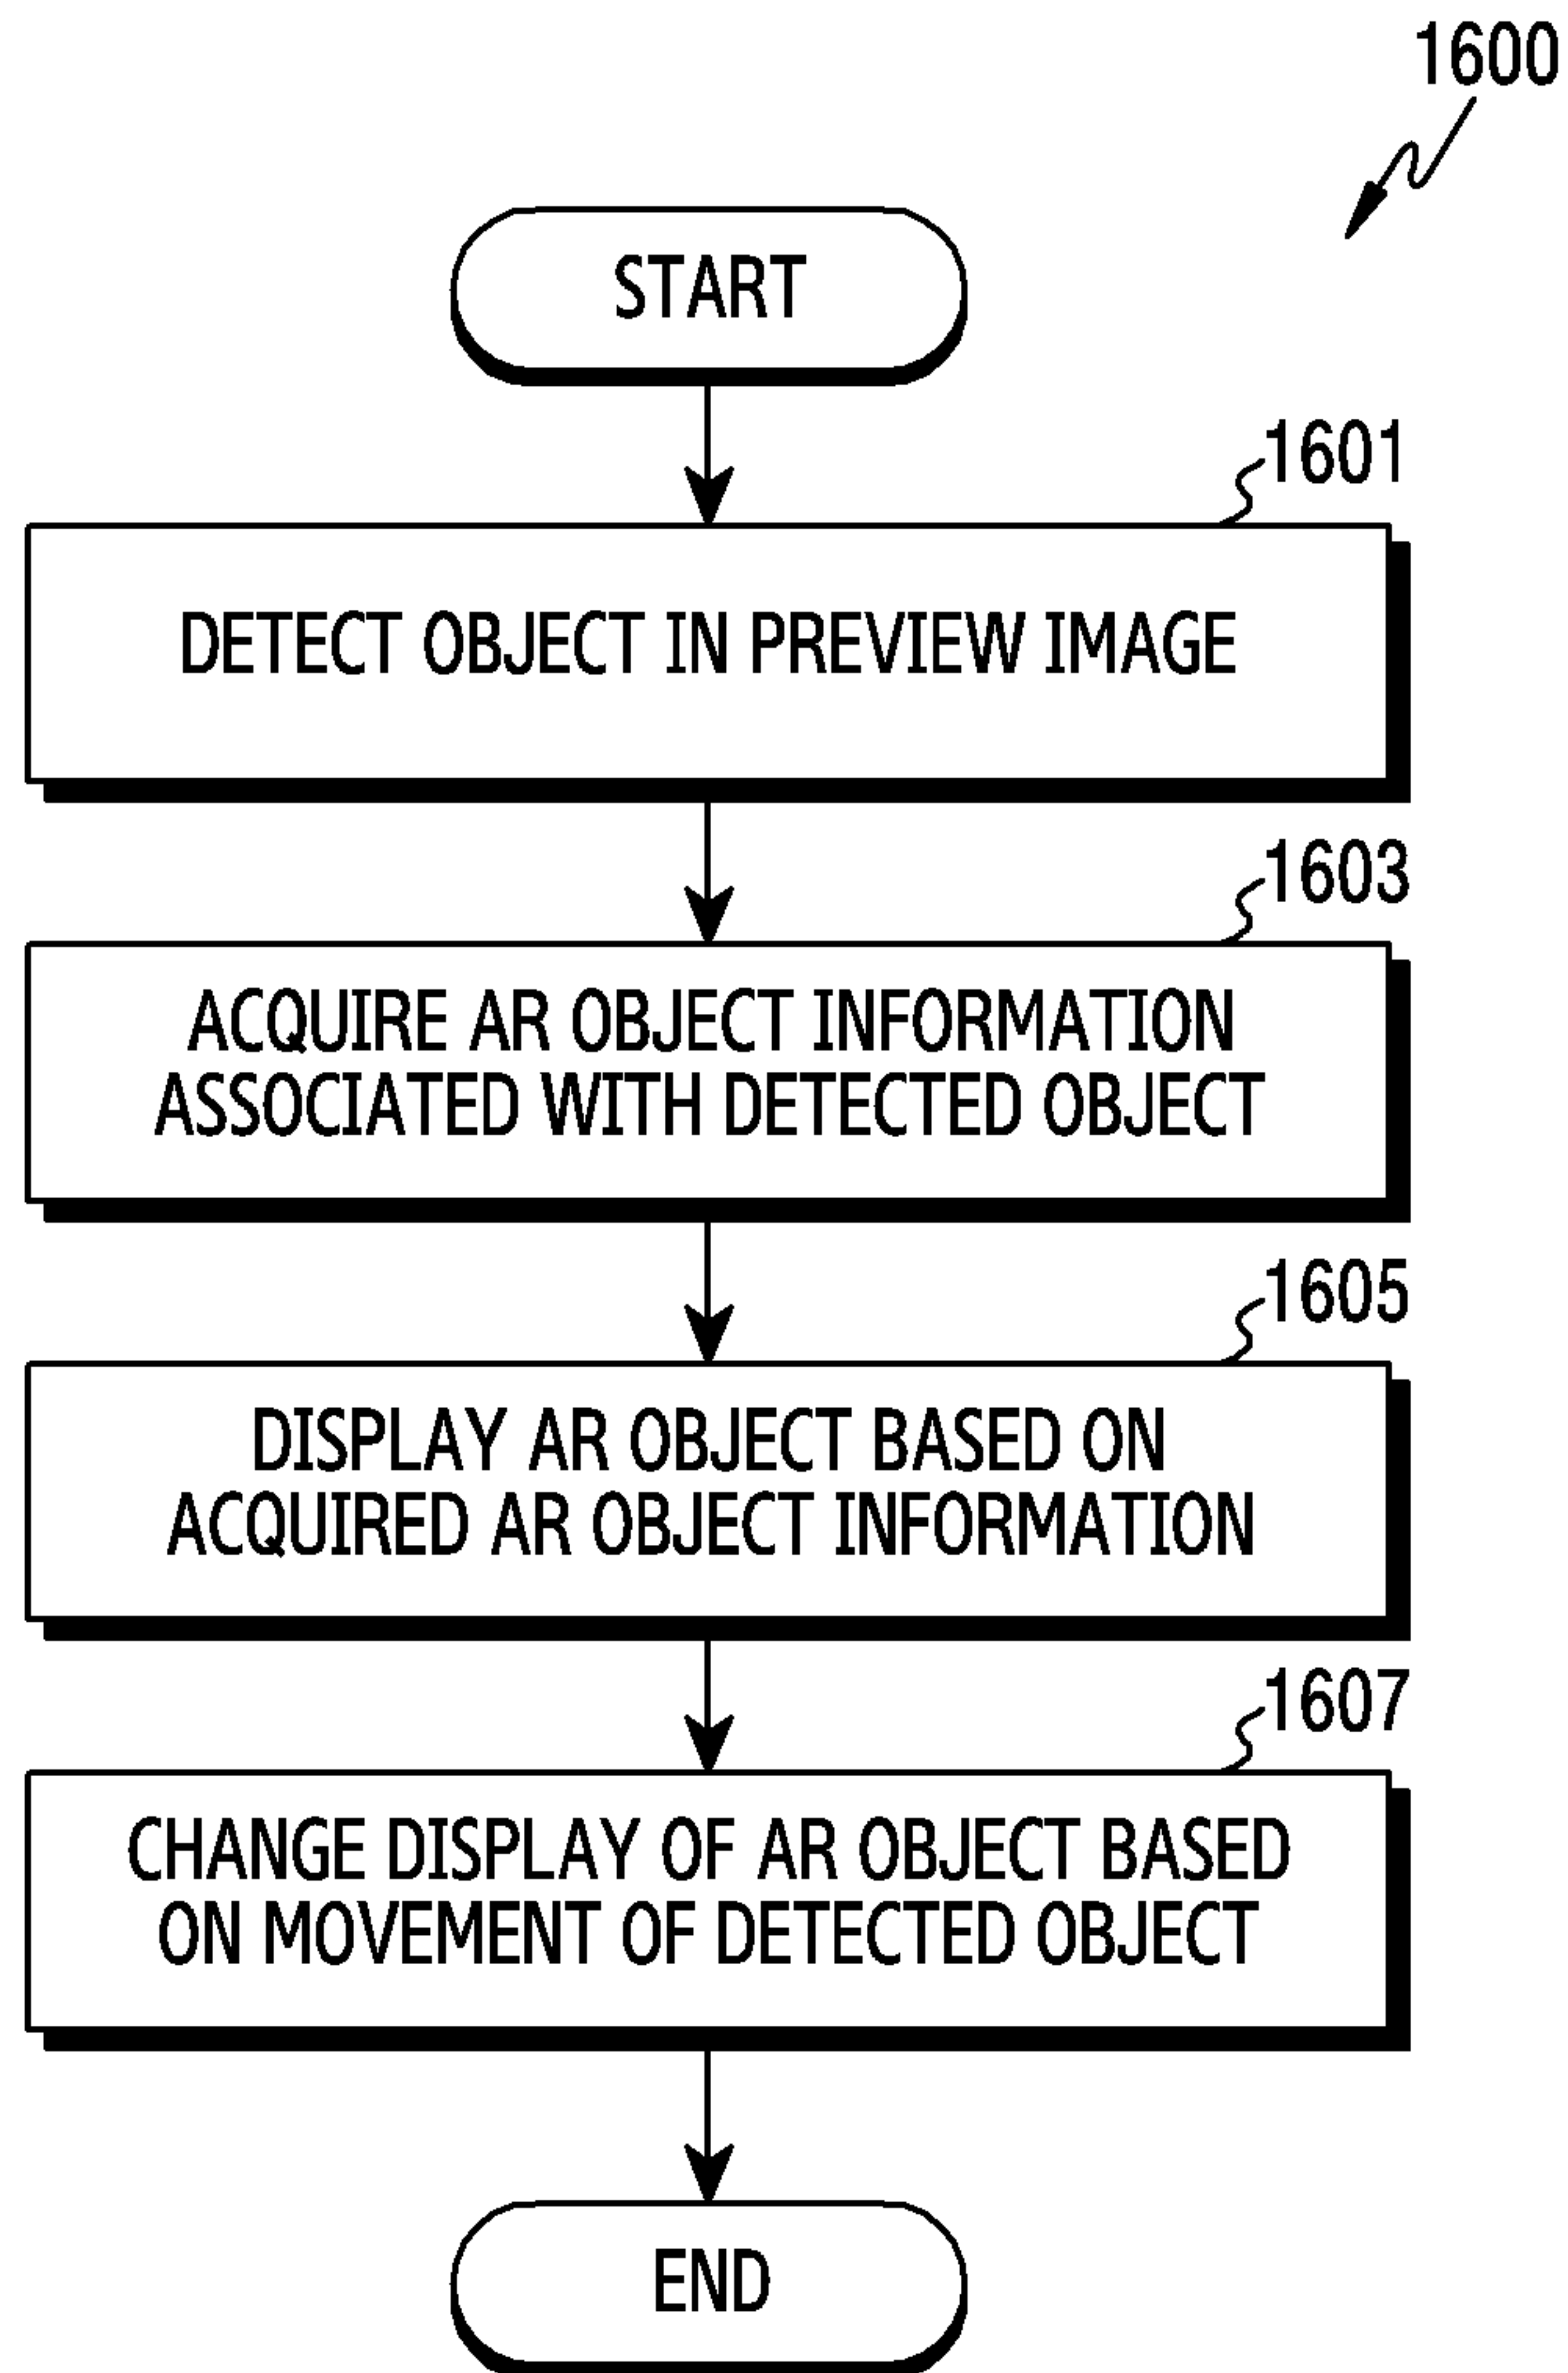 1600
START
1601
DETECT OBJECT IN PREVIEW IMAGE
1603
ACQUIRE AR OBJECT INFORMATION
ASSOCIATED WITH DETECTED OBJECT
1605
DISPLAY AR OBJECT BASED ON
ACQUIRED AR OBJECT INFORMATION
1607
CHANGE DISPLAY OF AR OBJECT BASED
ON MOVEMENT OF DETECTED OBJECT
END